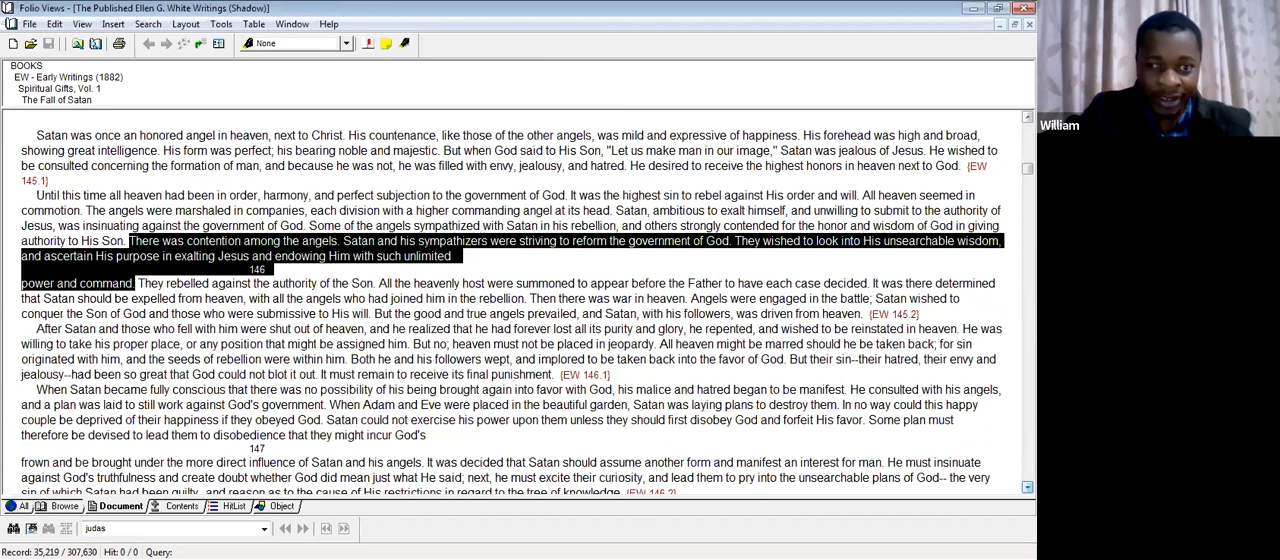 Folio Views - [The Published Ellen G. White Writings (Shadow)]
File Edit View Insert Search Layout Tools Table Window Help
None
BOOKS
EW - Early Writings (1882)
Spiritual Gifts, Vol. 1
The Fall of Satan
Satan was once an honored angel in heaven, next to Christ. His countenance, like those of the other angels, was mild and expressive of happiness. His forehead was high and broad,
showing great intelligence. His form was perfect; his bearing noble and majestic. But when God said to His Son, "Let us make man in our image," Satan was jealous of Jesus. He wished to
be consulted concerning the formation of man, and because he was not, he was filled with envy, jealousy, and hatred. He desired to receive the highest honors in heaven next to God. {EW
145.1}
Until this time all heaven had been in order, harmony, and perfect subjection to the government of God. It was the highest sin to rebel against His order and will. All heaven seemed in
commotion. The angels were marshaled in companies, each division with a higher commanding angel at its head. Satan, ambitious to exalt himself, and unwilling to submit to the authority of
Jesus, was insinuating against the government of God. Some of the angels sympathized with Satan in his rebellion, and others strongly contended for the honor and wisdom of God in giving
authority to His Son. There was contention among the angels. Satan and his sympathizers were striving to reform the government of God. They wished to look into His unsearchable wisdom,
and ascertain His purpose in exalting Jesus and endowing Him with such unlimited
146
power and command. They rebelled against the authority of the Son. All the heavenly host were summoned to appear before the Father to have each case decided. It was there determined
that Satan should be expelled from heaven, with all the angels who had joined him in the rebellion. Then there was war in heaven. Angels were engaged in the battle; Satan wished to
conquer the Son of God and those who were submissive to His will. But the good and true angels prevailed, and Satan, with his followers, was driven from heaven. {EW 145.2}
After Satan and those who fell with him were shut out of heaven, and he realized that he had forever lost all its purity and glory, he repented, and wished to be reinstated in heaven. He was
willing to take his proper place, or any position that might be assigned him. But no; heaven must not be placed in jeopardy. All heaven might be marred should he be taken back; for sin
originated with him, and the seeds of rebellion were within him. Both he and his followers wept, and implored to be taken back into the favor of God. But their sin--their hatred, their envy and
jealousy--had been so great that God could not blot it out. It must remain to receive its final punishment. {EW 146.1}
When Satan became fully conscious that there was no possibility of his being brought again into favor with God, his malice and hatred began to be manifest. He consulted with his angels,
and a plan was laid to still work against God's government. When Adam and Eve were placed in the beautiful garden, Satan was laying plans to destroy them. In no way could this happy
couple be deprived of their happiness if they obeyed God. Satan could not exercise his power upon them unless they should first disobey God and forfeit His favor. Some plan must
therefore be devised to lead them to disobedience that they might incur God's
147
frown and be brought under the more direct influence of Satan and his angels. It was decided that Satan should assume another form and manifest an interest for man. He must insinuate
against God's truthfulness and create doubt whether God did mean just what He said; next, he must excite their curiosity, and lead them to pry into the unsearchable plans of God-- the very
sin of which Satan had been guilty, and reason as to the cause of His restrictions in regard to the tree of knowledge. {EW 146.2}
All Browse Document Contents HitList Object
judas
Record: 35,219 / 307,630 Hit: 0 / 0 Query:
William